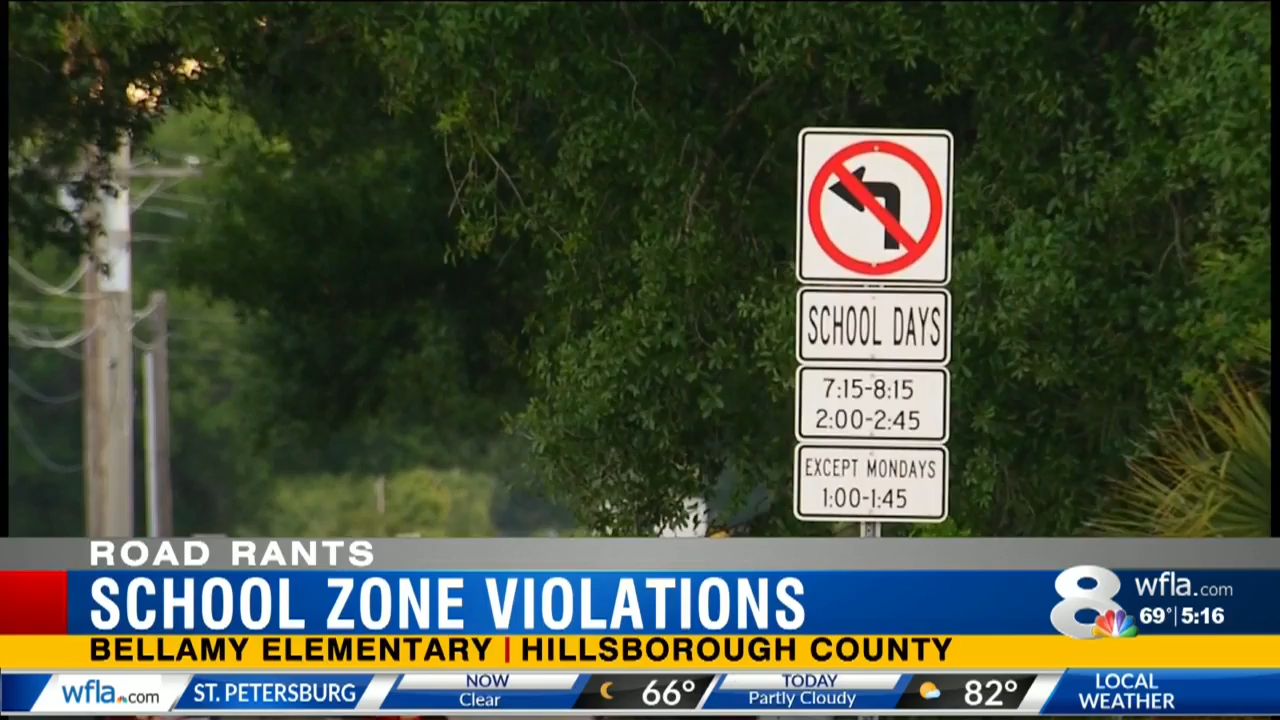 SCHOOL DAYS
7:15-8:15
2:00-2:45
EXCEPT MONDAYS
1:00-1:45
ROAD RANTS
SCHOOL ZONE VIOLATIONS
BELLAMY ELEMENTARY | HILLSBOROUGH COUNTY
8 wfla.com
69° | 5:16
wfla.com
ST. PETERSBURG
NOW
Clear
66°
TODAY
Partly Cloudy
82°
LOCAL
WEATHER